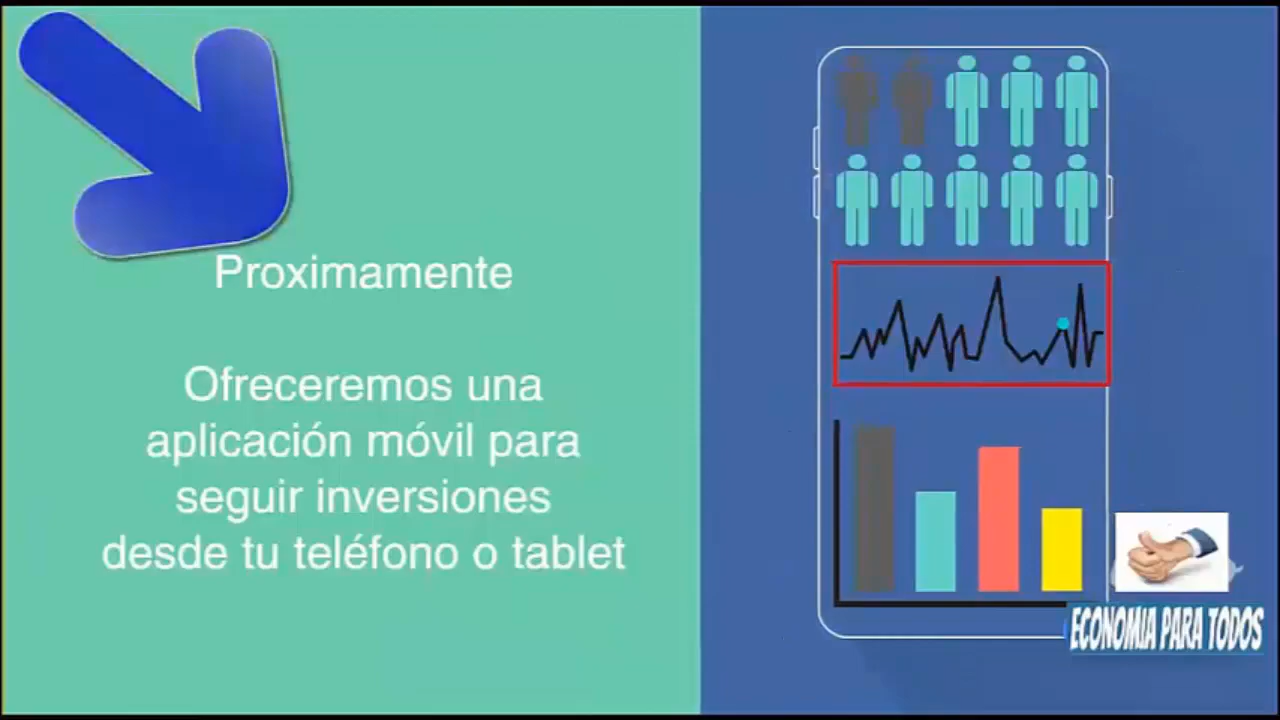 Proximamente
Ofreceremos una
aplicación móvil para
seguir inversiones
desde tu teléfono o tablet
ECONOMIA PARA TODOS